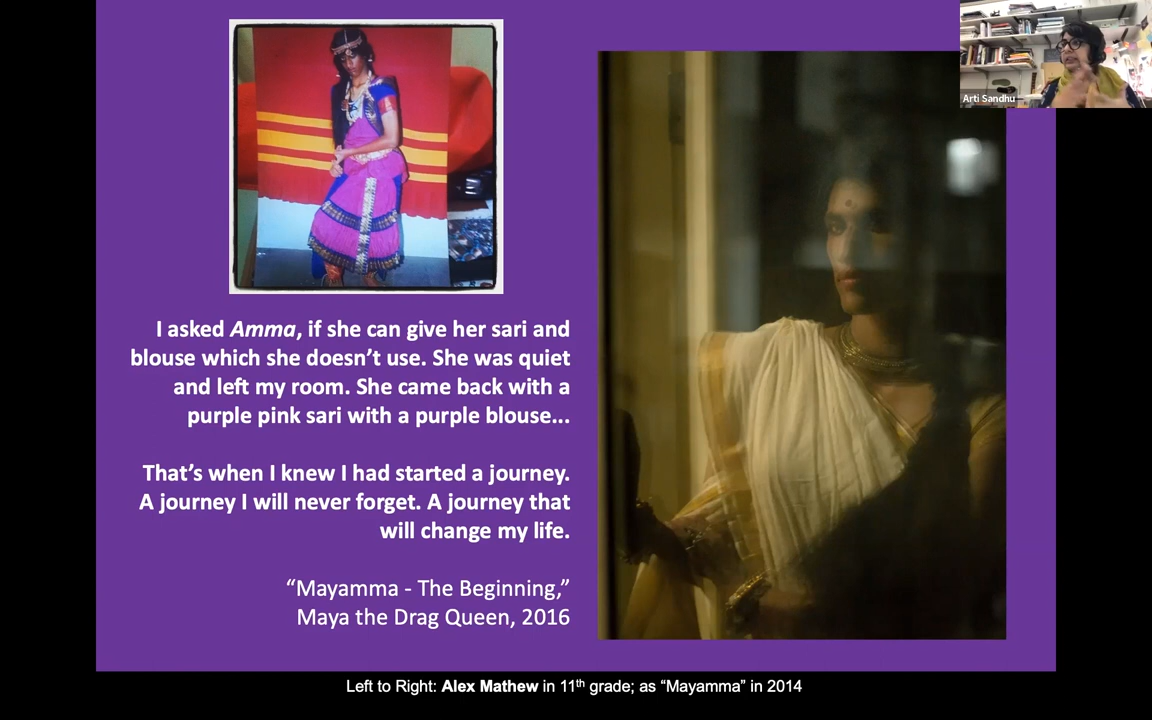 Arti Sandhu
I asked Amma, if she can give her sari and
blouse which she doesn’t use. She was quiet
and left my room. She came back with a
purple pink sari with a purple blouse...
That’s when I knew I had started a journey.
A journey I will never forget. A journey that
will change my life.
“Mayamma - The Beginning,”
Maya the Drag Queen, 2016
Left to Right: Alex Mathew in 11th grade; as “Mayamma” in 2014